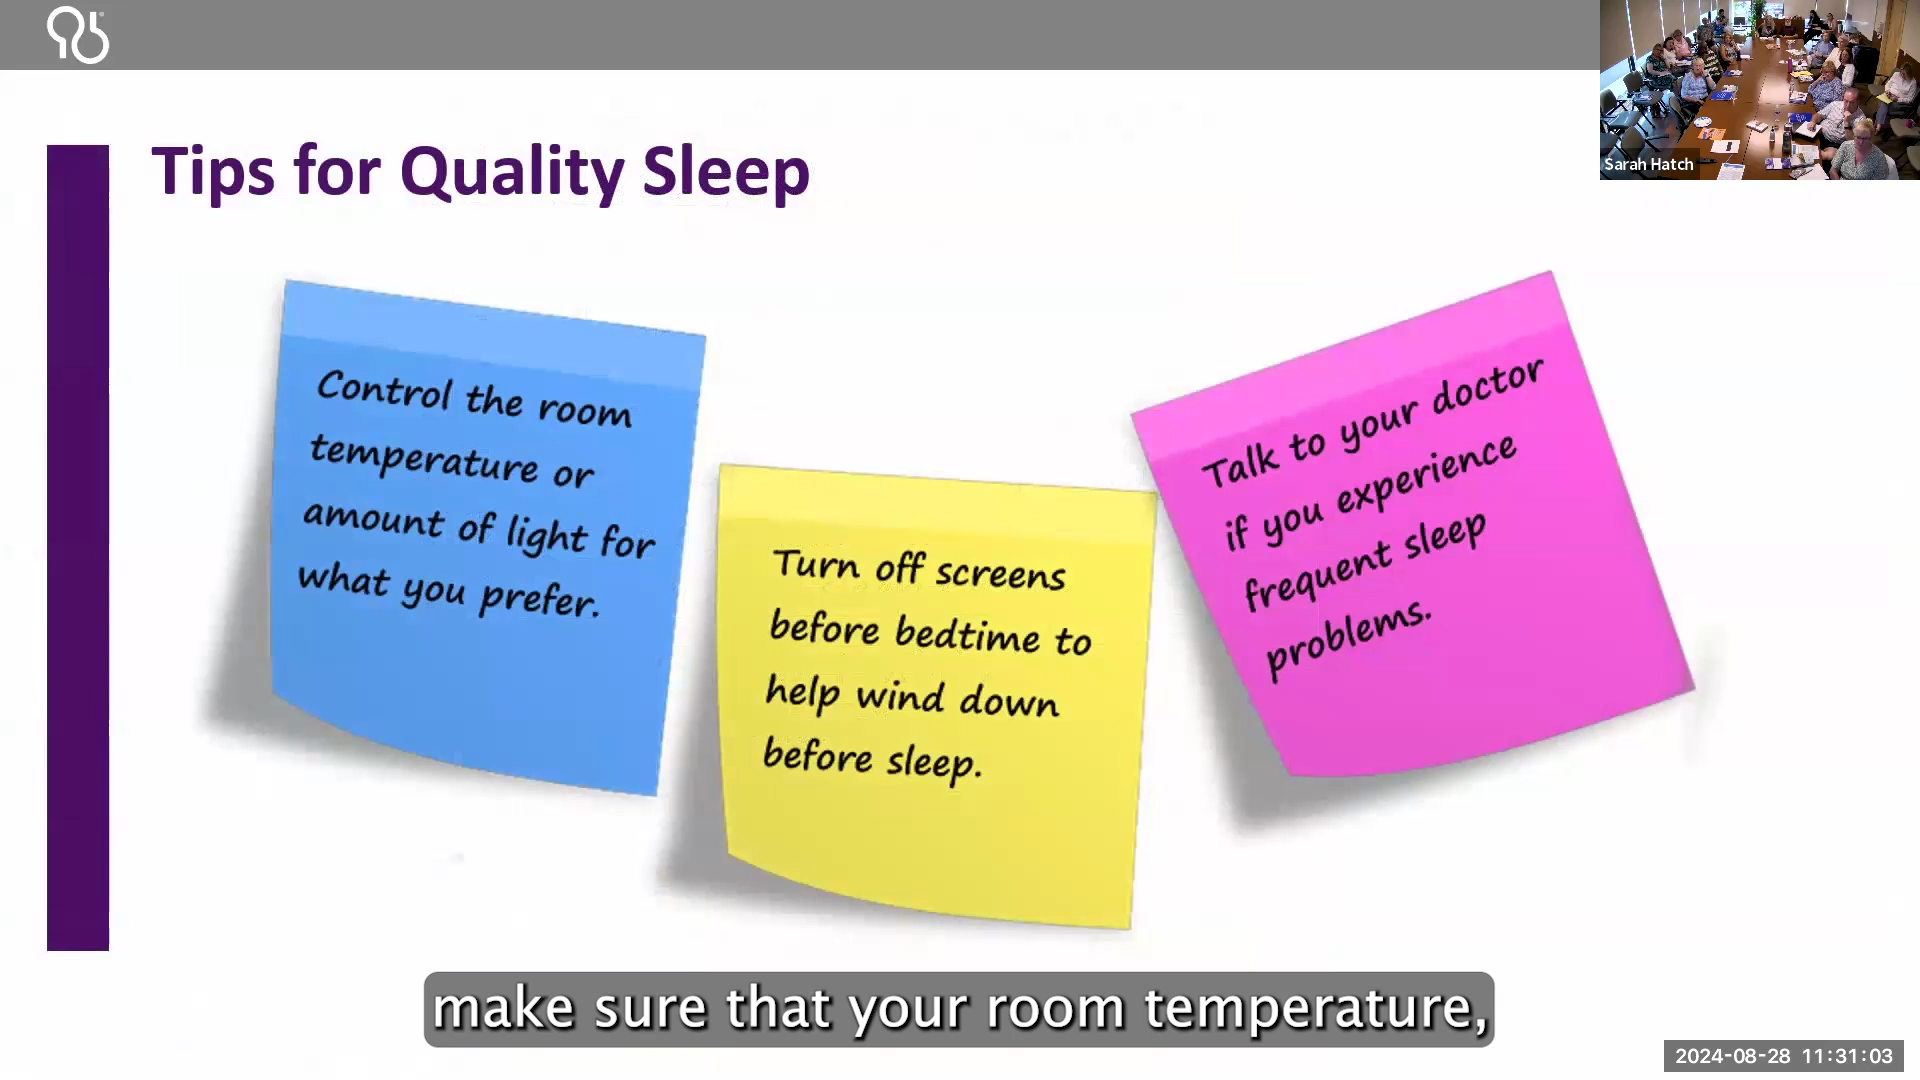 Sarah Hatch
Tips for Quality Sleep
Control the room
temperature or
amount of light for
what you prefer.
Turn off screens
before bedtime to
help wind down
before sleep.
Talk to your doctor
if you experience
frequent sleep
problems.
make sure that your room temperature,
2024-08-28 11:31:03